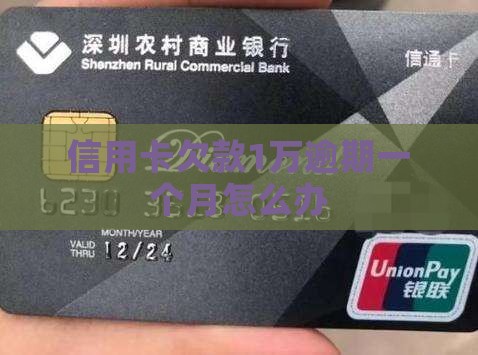 深圳农村商业银行
Shenzhen Rural Commercial Bank
信通卡
信用卡欠款1万逾期一
个月怎么办
6230
MONTH/YEAR
VALID
THRU
12/24
UnionPay
银联